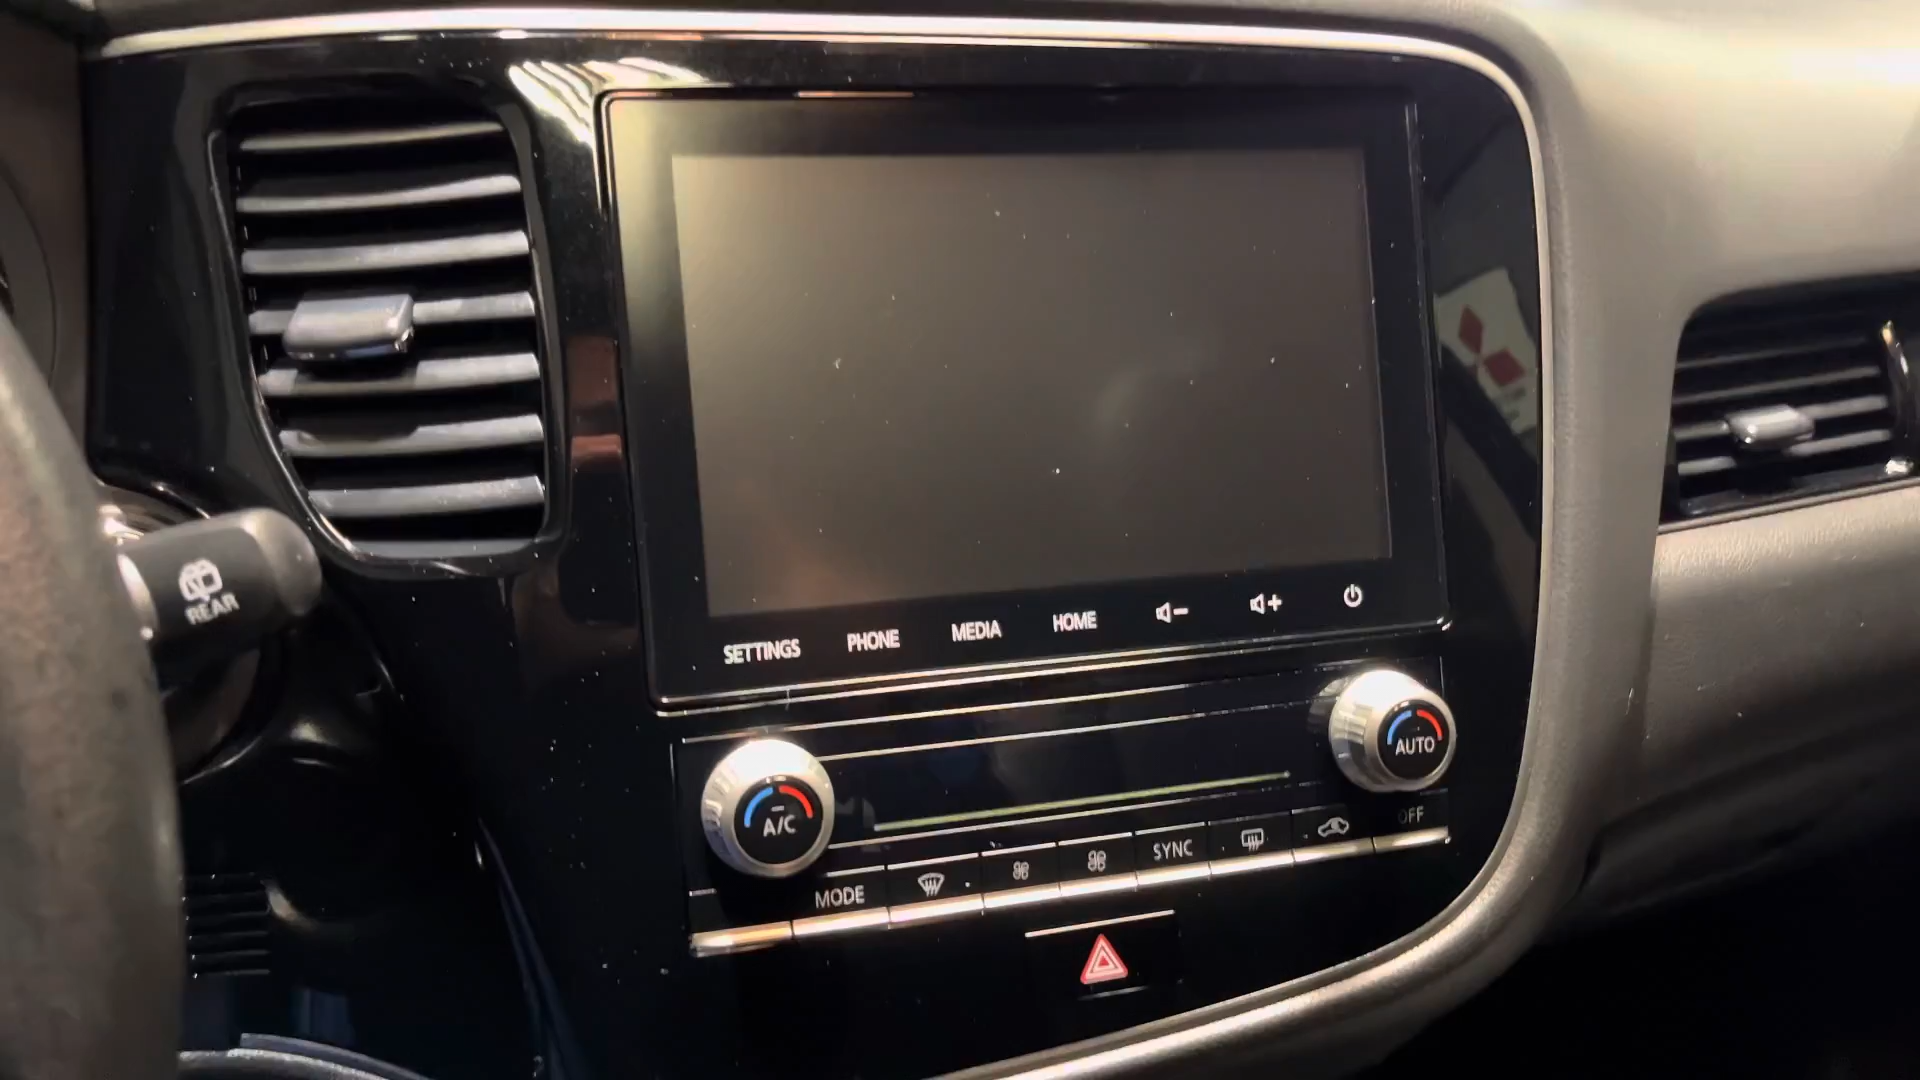 REAR
SETTINGS PHONE MEDIA HOME
A/C
AUTO
MODE SYNC OFF